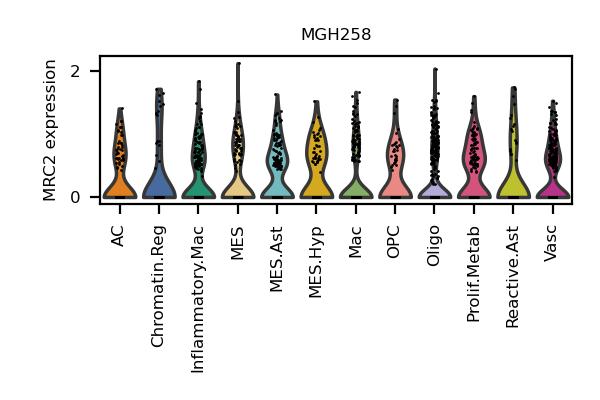 MGH258
MRC2 expression
2
0
AC
Chromatin.Reg
Inflammatory.Mac
MES
MES.Ast
MES.Hyp
Mac
OPC
Oligo
Prolif.Metab
Reactive.Ast
Vasc